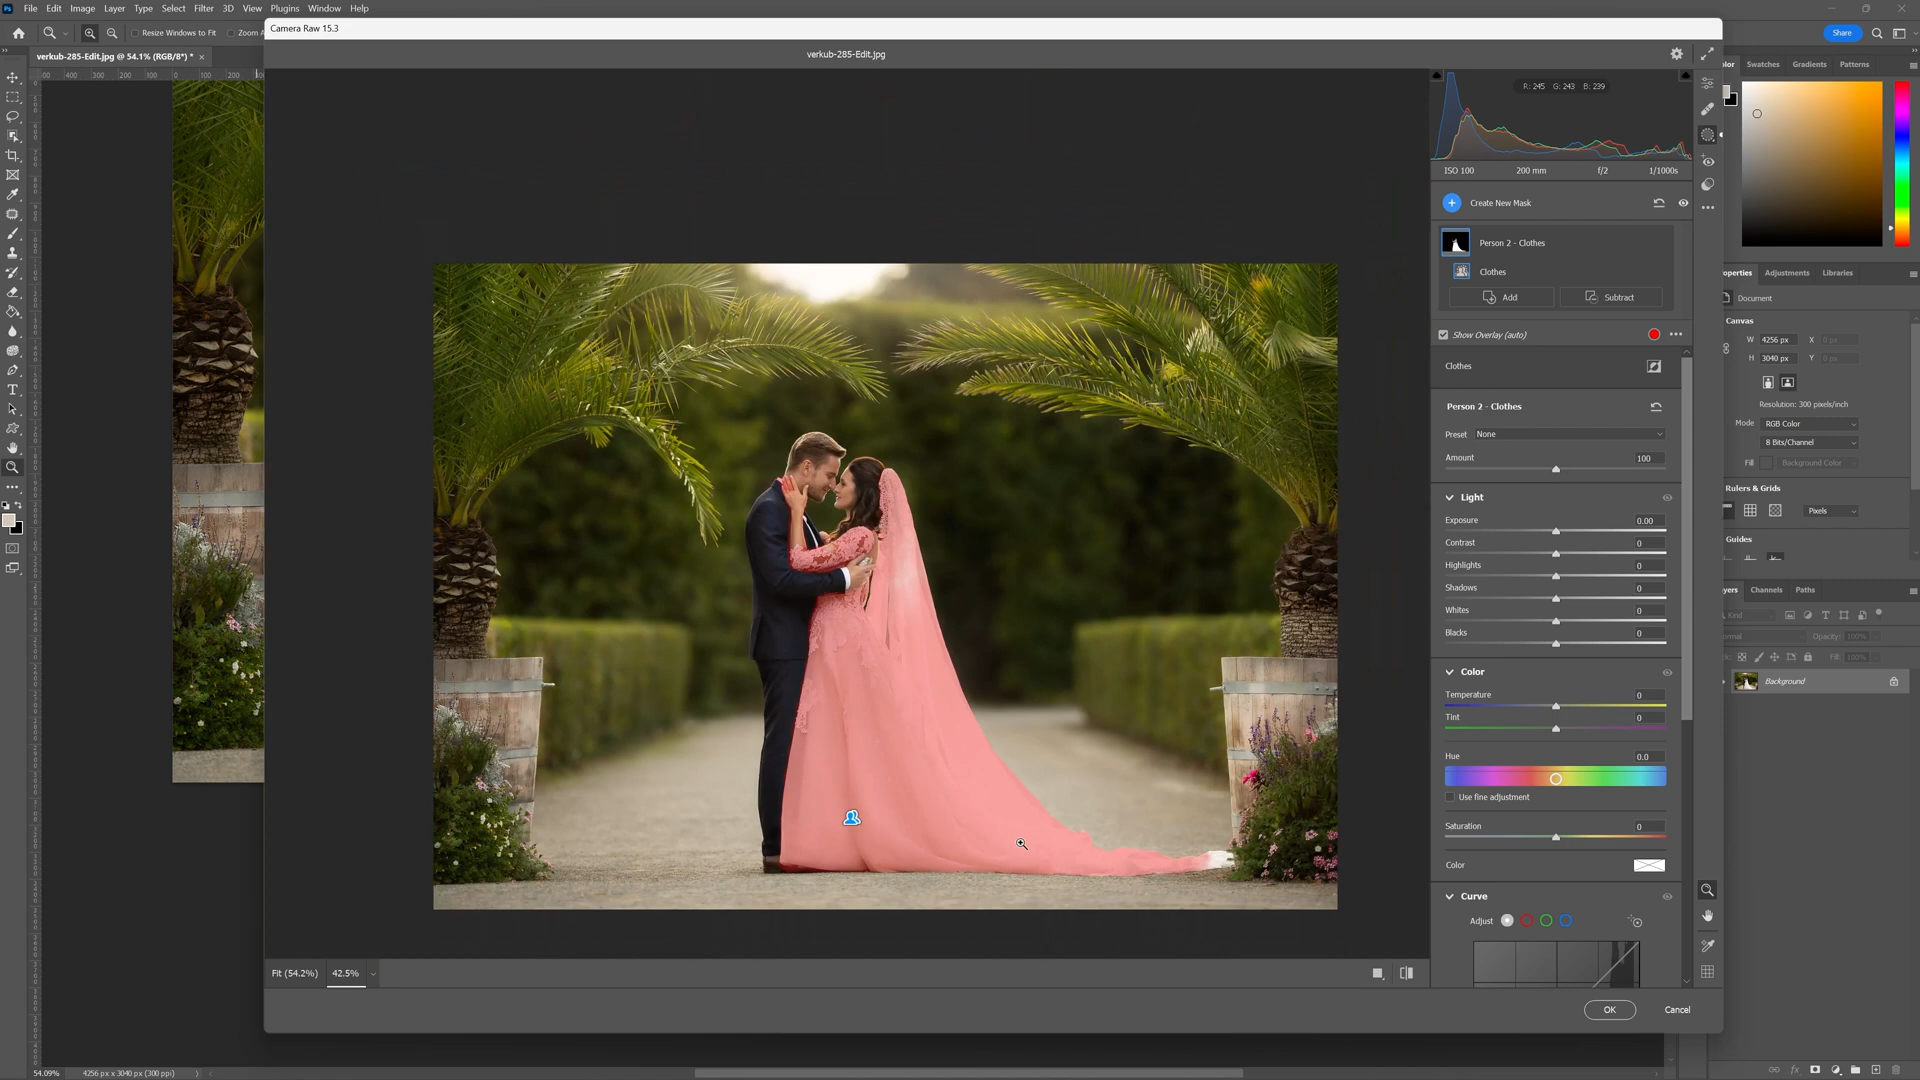 File Edit Image Layer Type Select Filter 3D View Plugins Window Help
Resize Windows to Fit
Share
verkub-285-Edit.jpg @ 54.1% (RGB/8*) *
Camera Raw 15.3
verkub-285-Edit.jpg
R: 245 G: 243 B: 239
ISO 100 200 mm f/2 1/1000s
Create New Mask
Person 2 - Clothes
Clothes
Add Subtract
Show Overlay (auto)
Clothes
Person 2 - Clothes
Preset None
Amount 100
Light
Exposure 0.00
Contrast 0
Highlights 0
Shadows 0
Whites 0
Blacks 0
Color
Temperature 0
Tint 0
Hue 0.0
Use fine adjustment
Saturation 0
Color
Curve
Adjust
Fit (54.2%) 42.5%
OK Cancel
Swatches Gradients Patterns
Adjustments Libraries
Document
Canvas
W 4256 px X 0 px
H 3040 px Y 0 px
Resolution: 300 pixels/inch
Mode RGB Color
8 Bits/Channel
Fill Background Color
Rulers & Grids
Pixels
Guides
Channels Paths
Kind
Opacity: 100%
Fill: 100%
Background
54.09% 4256 px x 3040 px (300 ppi)